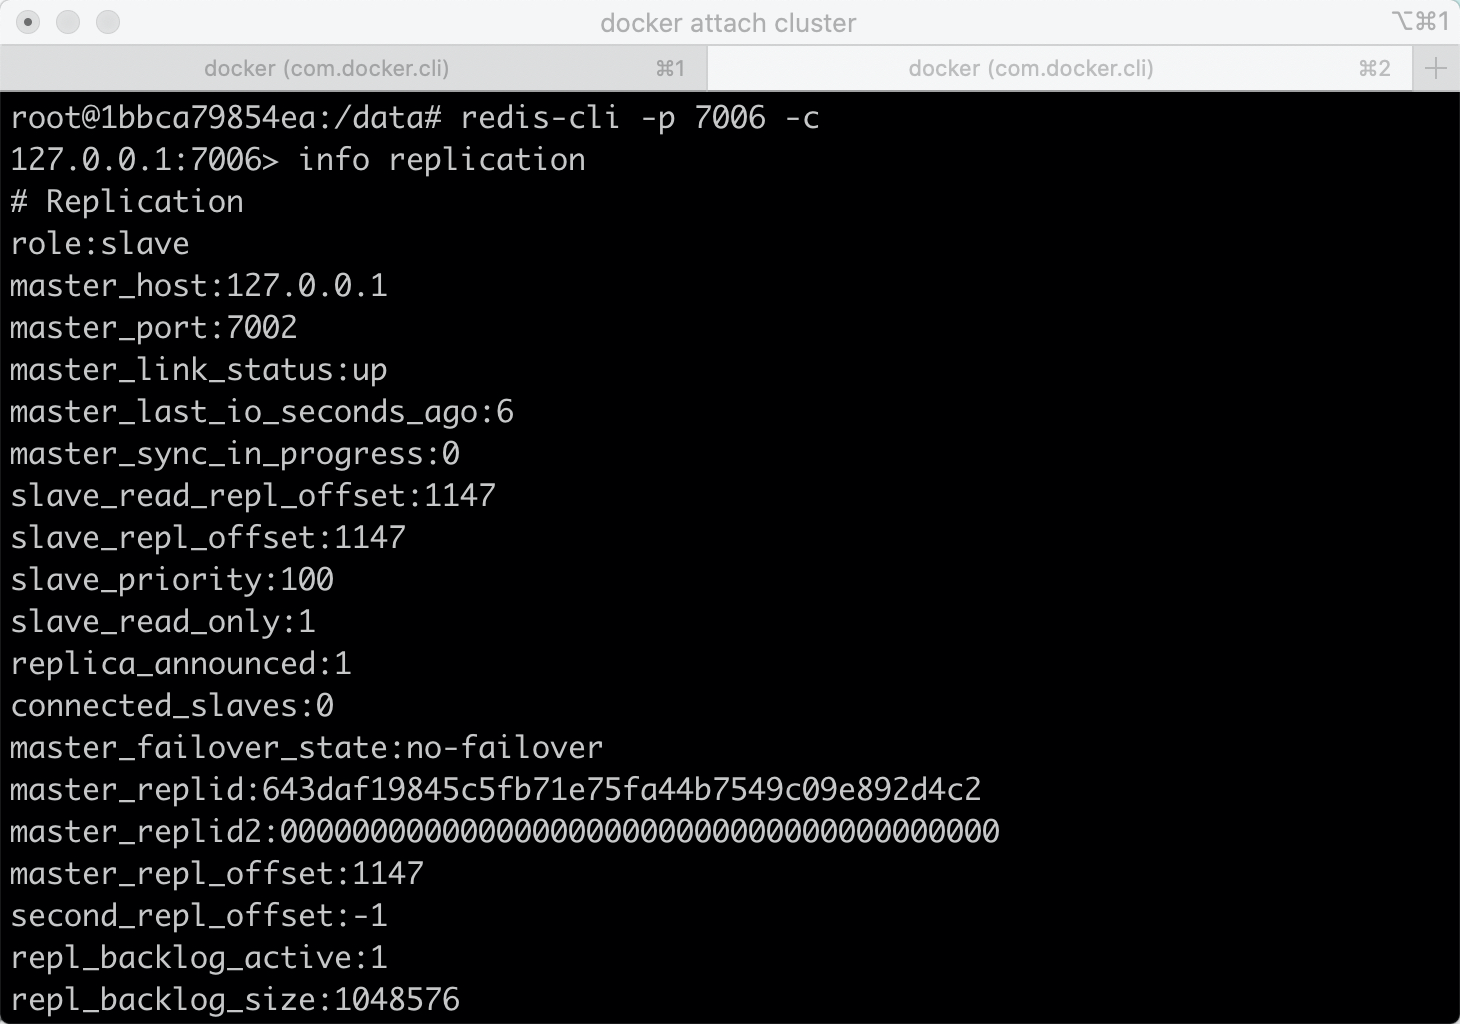 docker attach cluster
⌥⌘1
docker (com.docker.cli) ⌘1
docker (com.docker.cli) ⌘2
root@1bbca79854ea:/data# redis-cli -p 7006 -c
127.0.0.1:7006> info replication
# Replication
role:slave
master_host:127.0.0.1
master_port:7002
master_link_status:up
master_last_io_seconds_ago:6
master_sync_in_progress:0
slave_read_repl_offset:1147
slave_repl_offset:1147
slave_priority:100
slave_read_only:1
replica_announced:1
connected_slaves:0
master_failover_state:no-failover
master_replid:643daf19845c5fb71e75fa44b7549c09e892d4c2
master_replid2:0000000000000000000000000000000000000000
master_repl_offset:1147
second_repl_offset:-1
repl_backlog_active:1
repl_backlog_size:1048576